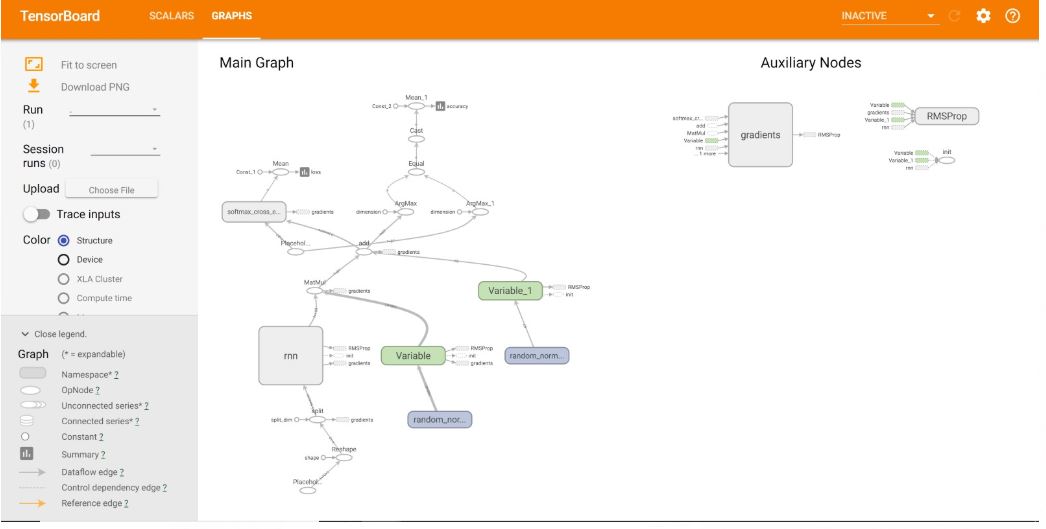 TensorBoard
SCALARS
GRAPHS
INACTIVE
Fit to screen
Download PNG
Run
(1)
Session
runs (0)
Upload
Choose File
Trace inputs
Color
Structure
Device
XLA Cluster
Compute time
Close legend.
Graph
(* = expandable)
Namespace* ?
OpNode ?
Unconnected series* ?
Connected series* ?
Constant ?
Summary ?
Dataflow edge ?
Control dependency edge ?
Reference edge ?
Main Graph
Mean_1
Const_2
accuracy
Cast
Mean
Const_1
loss
Equal
softmax_cross_e...
gradients
dimension
ArgMax
dimension
ArgMax_1
Placehol...
add
gradients
MatMul
gradients
Variable_1
RMSProp
init
rnn
RMSProp
init
gradients
Variable
RMSProp
init
gradients
random_norm...
random_nor...
split
split_dim
gradients
Reshape
shape
Placehol...
Auxiliary Nodes
softmax_cr...
add
MatMul
Variable
rnn
... 1 more
gradients
RMSProp
Variable
gradients
Variable_1
rnn
RMSProp
Variable
Variable_1
rnn
init